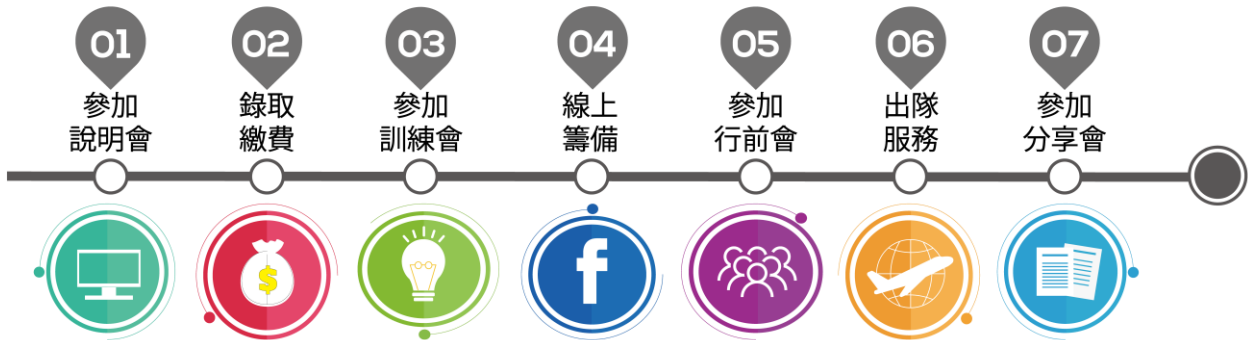 01
參加
說明會
02
錄取
繳費
03
參加
訓練會
04
線上
籌備
05
參加
行前會
06
出隊
服務
07
參加
分享會
$
f